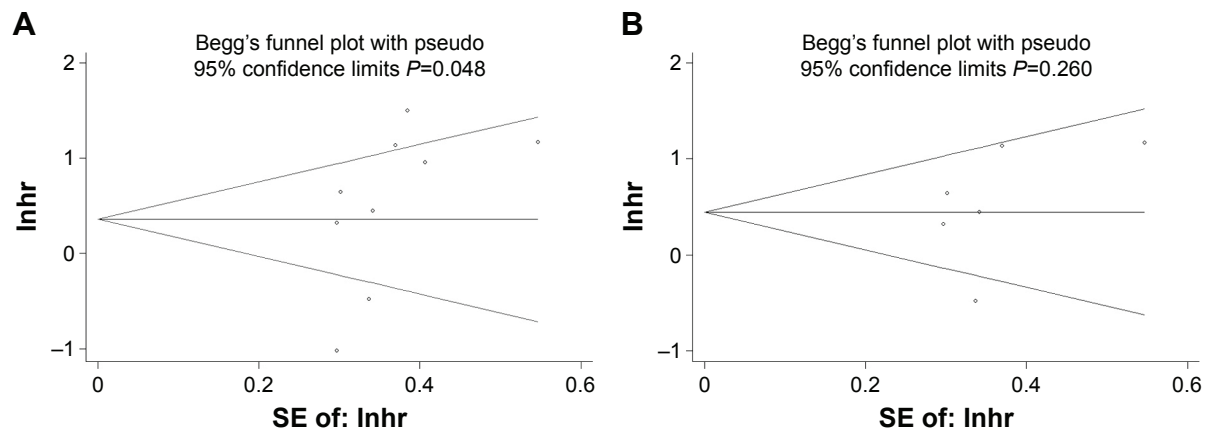 A
Begg's funnel plot with pseudo
95% confidence limits P=0.048
2
1
0
–1
lnhr
0
0.2
0.4
0.6
SE of: lnhr
B
Begg's funnel plot with pseudo
95% confidence limits P=0.260
2
1
0
–1
lnhr
0
0.2
0.4
0.6
SE of: lnhr